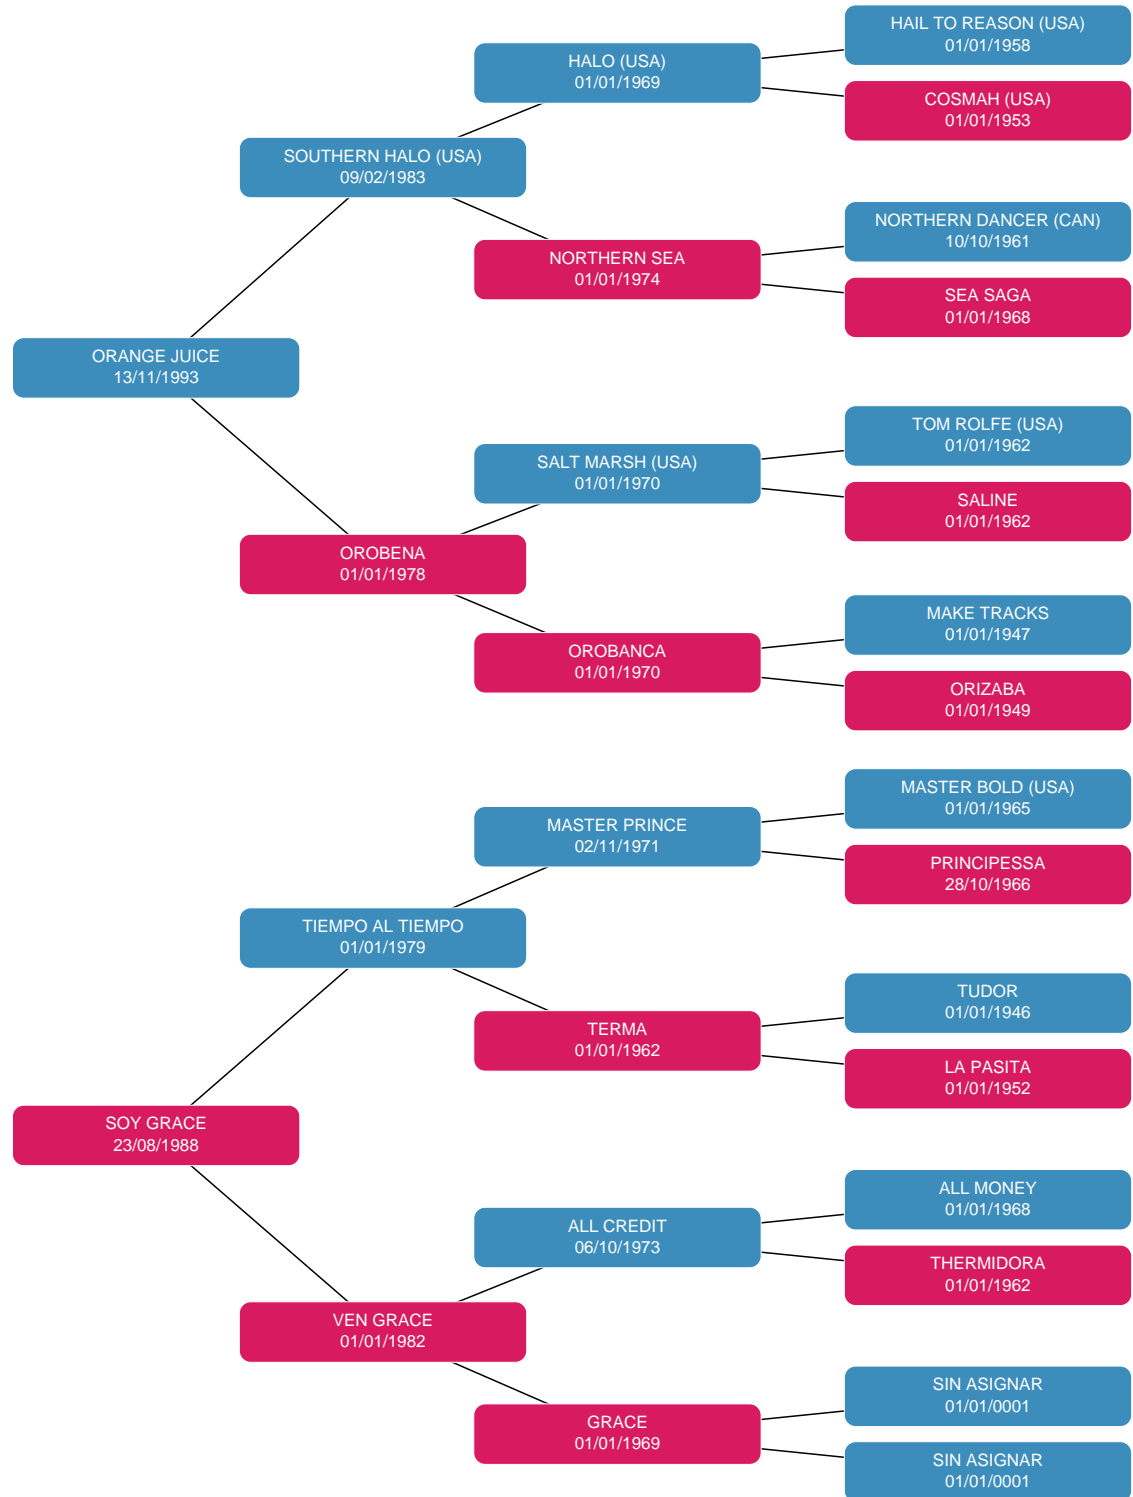 HAIL TO REASON (USA)
01/01/1958
HALO (USA)
01/01/1969
COSMAH (USA)
01/01/1953
SOUTHERN HALO (USA)
09/02/1983
NORTHERN DANCER (CAN)
10/10/1961
NORTHERN SEA
01/01/1974
SEA SAGA
01/01/1968
ORANGE JUICE
13/11/1993
TOM ROLFE (USA)
01/01/1962
SALT MARSH (USA)
01/01/1970
SALINE
01/01/1962
OROBENA
01/01/1978
MAKE TRACKS
01/01/1947
OROBANCA
01/01/1970
ORIZABA
01/01/1949
MASTER BOLD (USA)
01/01/1965
MASTER PRINCE
02/11/1971
PRINCIPESSA
28/10/1966
TIEMPO AL TIEMPO
01/01/1979
TUDOR
01/01/1946
TERMA
01/01/1962
LA PASITA
01/01/1952
SOY GRACE
23/08/1988
ALL MONEY
01/01/1968
ALL CREDIT
06/10/1973
THERMIDORA
01/01/1962
VEN GRACE
01/01/1982
SIN ASIGNAR
01/01/0001
GRACE
01/01/1969
SIN ASIGNAR
01/01/0001